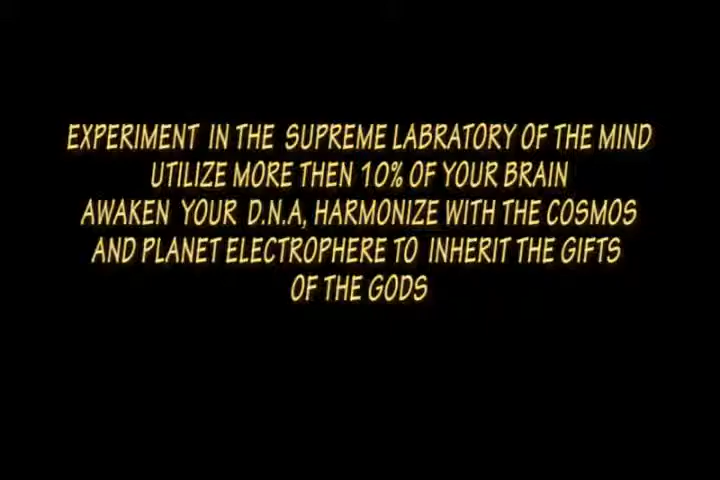 EXPERIMENT IN THE SUPREME LABRATORY OF THE MIND
UTILIZE MORE THEN 10% OF YOUR BRAIN
AWAKEN YOUR D.N.A, HARMONIZE WITH THE COSMOS
AND PLANET ELECTROPHERE TO INHERIT THE GIFTS
OF THE GODS